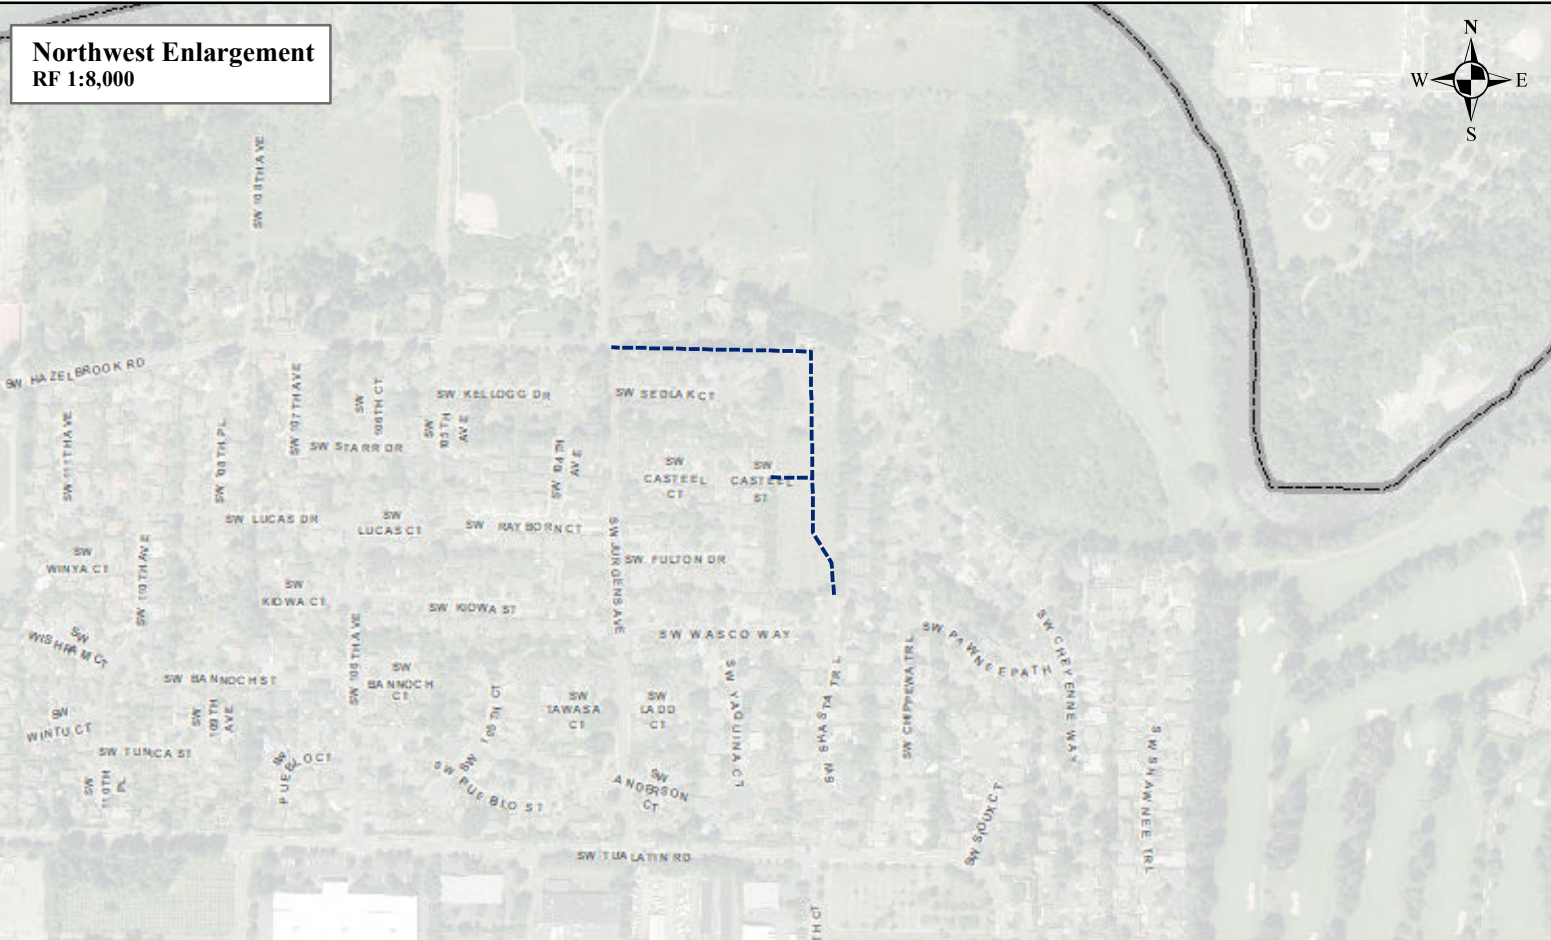 Northwest Enlargement
RF 1:8,000
N
W E
S
SW 108TH AVE
SW HAZELBROOK RD
SW 111TH AVE
SW 107TH AVE
SW
106TH CT
SW KELLOGG DR
SW SEDLAK CT
SW STARR DR
SW
105TH
AVE
SW 104TH
AVE
SW
CASTEEL
CT
SW
CASTEEL
ST
SW LUCAS DR
SW
LUCAS CT
SW RAYBORN CT
SW JURGENS AVE
SW FULTON DR
SW
WINYA CT
SW 110TH AVE
SW
KIOWA CT
SW KIOWA ST
SW WASCO WAY
SW
WISHRAM CT
SW BANNOCH ST
SW 106TH AVE
SW
BANNOCH
CT
SW 105TH CT
SW
TAWASA
CT
SW
LADD
CT
SW YAQUINA CT
SW SHASTA TRL
SW CHIPPEWA TRL
SW PAWNEE PATH
SW CHEYENNE WAY
SW SHAWNEE TRL
SW
WINTU CT
SW
109TH
AVE
SW TUNICA ST
SW
110TH
PL
SW
PUEBLO CT
SW PUEBLO ST
SW
ANDERSON
CT
SW SIOUX CT
SW TUALATIN RD
TH CT